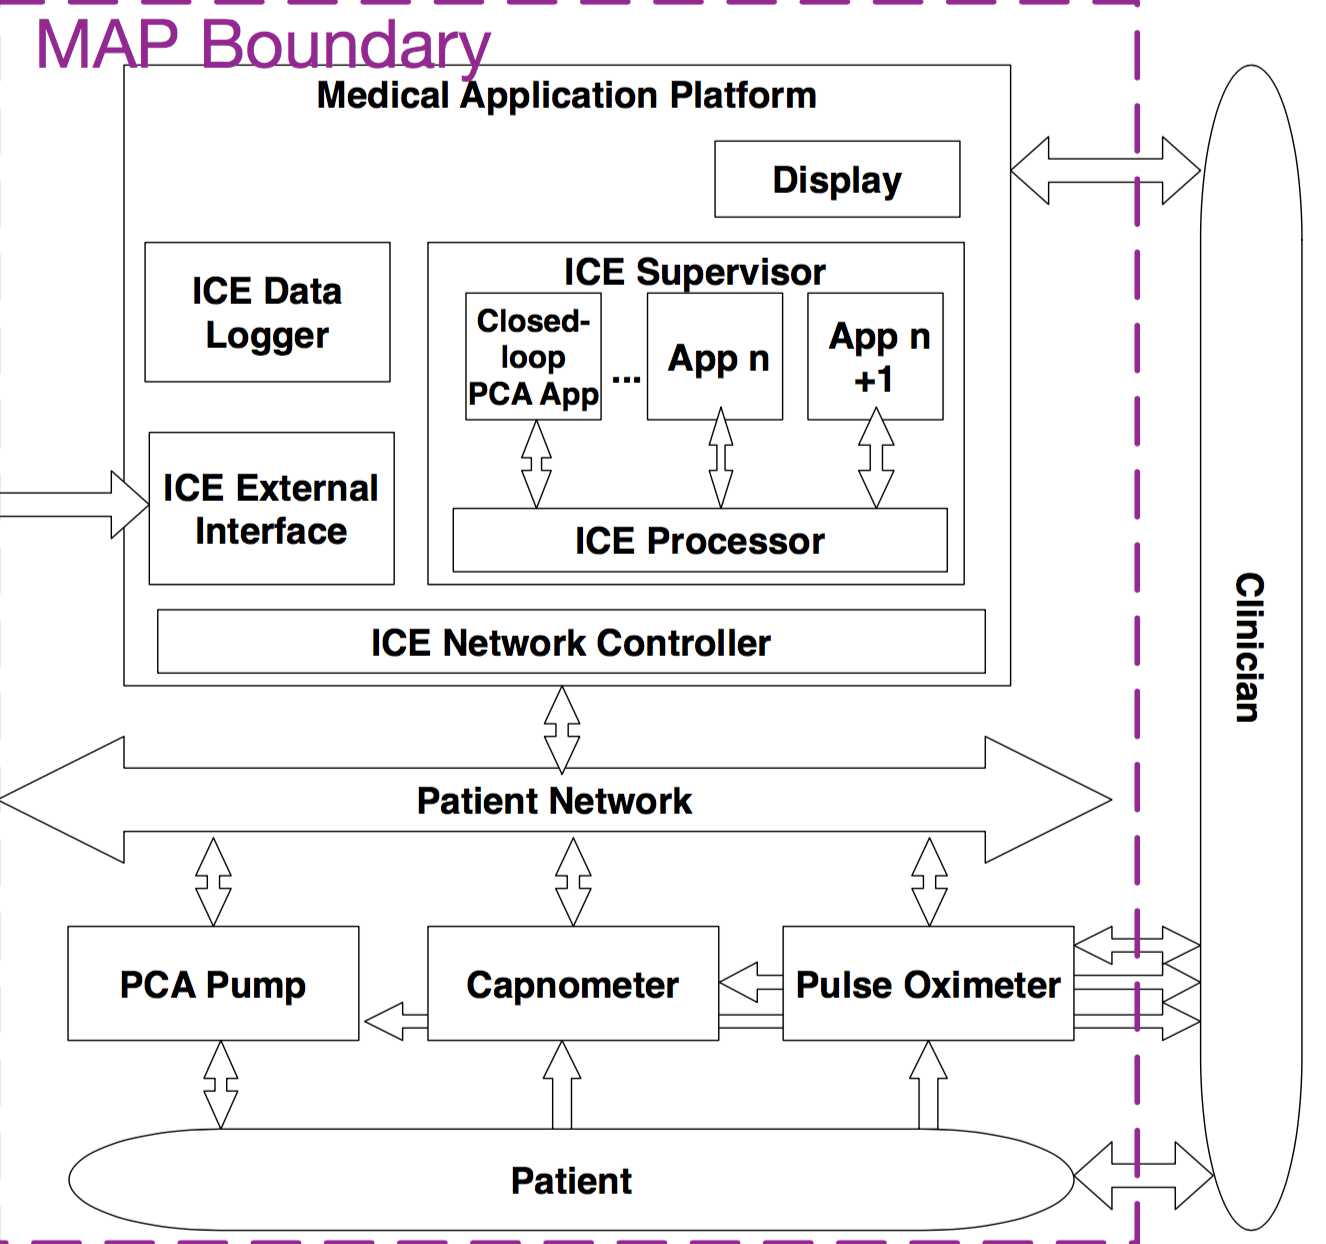 MAP Boundary
Medical Application Platform
Display
ICE Data
Logger
ICE Supervisor
Closed-
loop
PCA App
...
App n
App n
+1
ICE External
Interface
ICE Processor
ICE Network Controller
Clinician
Patient Network
PCA Pump
Capnometer
Pulse Oximeter
Patient